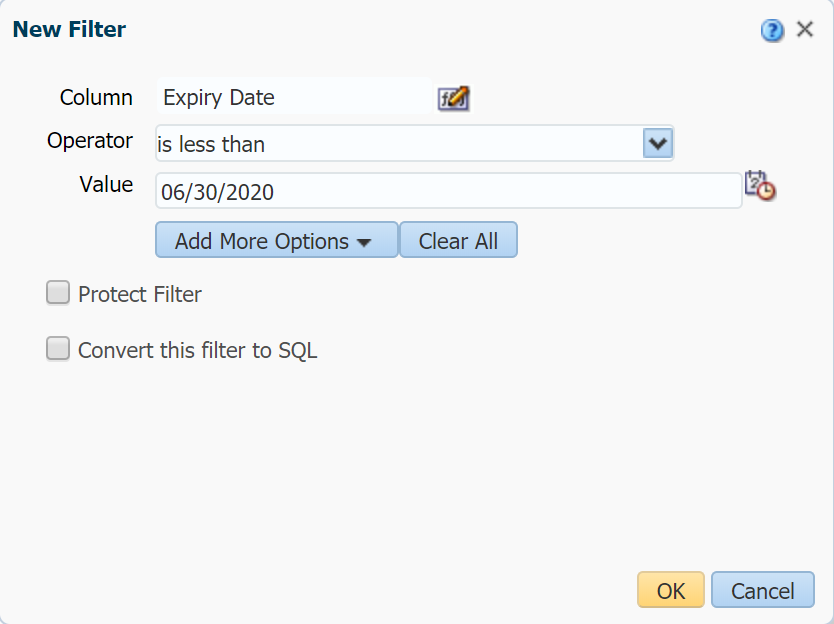 New Filter
Column Expiry Date
Operator is less than
Value 06/30/2020
Add More Options Clear All
Protect Filter
Convert this filter to SQL
OK Cancel